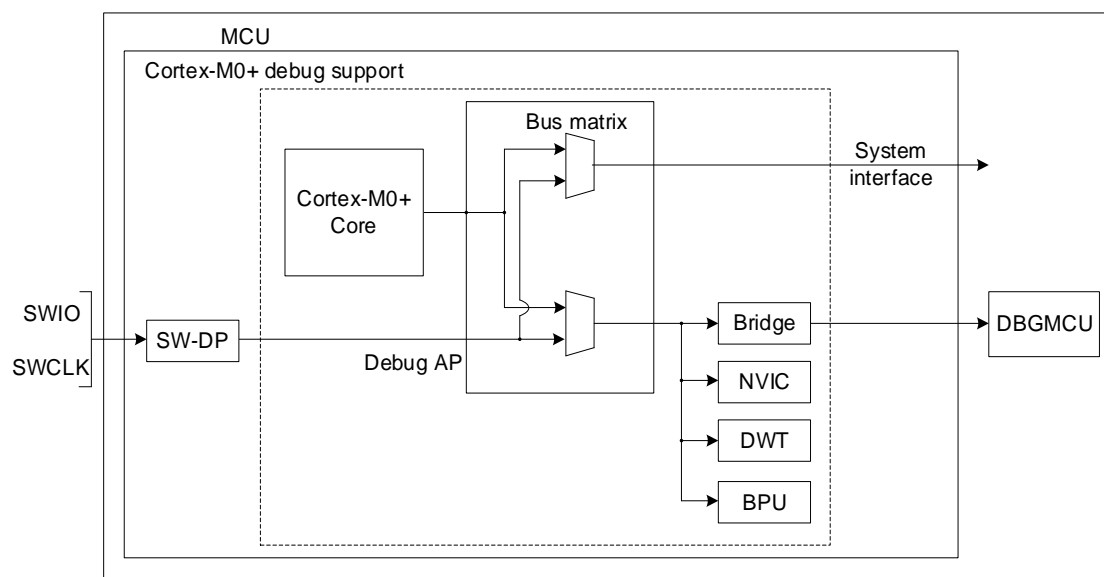 MCU
Cortex-M0+ debug support
Bus matrix
System
interface
Cortex-M0+
Core
SWIO
SWCLK
SW-DP
Debug AP
Bridge
DBGMCU
NVIC
DWT
BPU